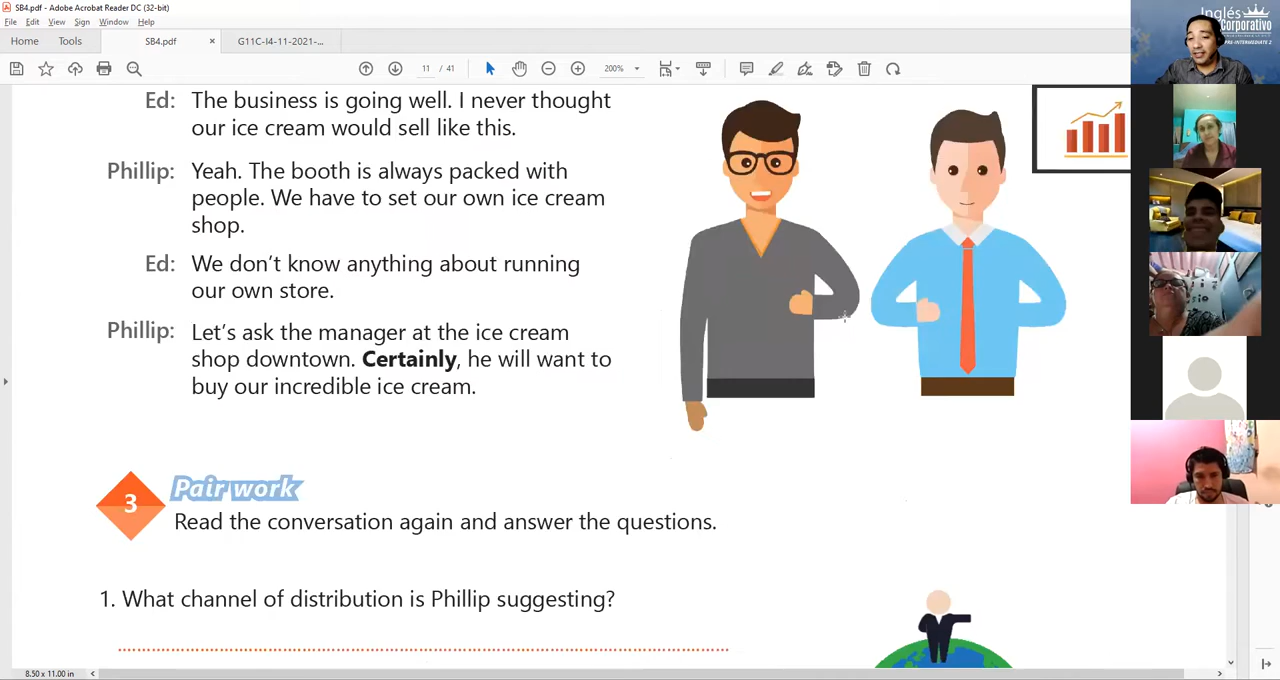 SB4.pdf - Adobe Acrobat Reader DC (32-bit)
File Edit View Sign Window Help
Home Tools SB4.pdf × G11C-I4-11-2021-...
11 / 41 200%
Ed: The business is going well. I never thought
our ice cream would sell like this.
Phillip: Yeah. The booth is always packed with
people. We have to set our own ice cream
shop.
Ed: We don't know anything about running
our own store.
Phillip: Let's ask the manager at the ice cream
shop downtown. Certainly, he will want to
buy our incredible ice cream.
3 Pair work
Read the conversation again and answer the questions.
1. What channel of distribution is Phillip suggesting?
8.50 x 11.00 in
Inglés
Corporativo
PRE-INTERMEDIATE 2